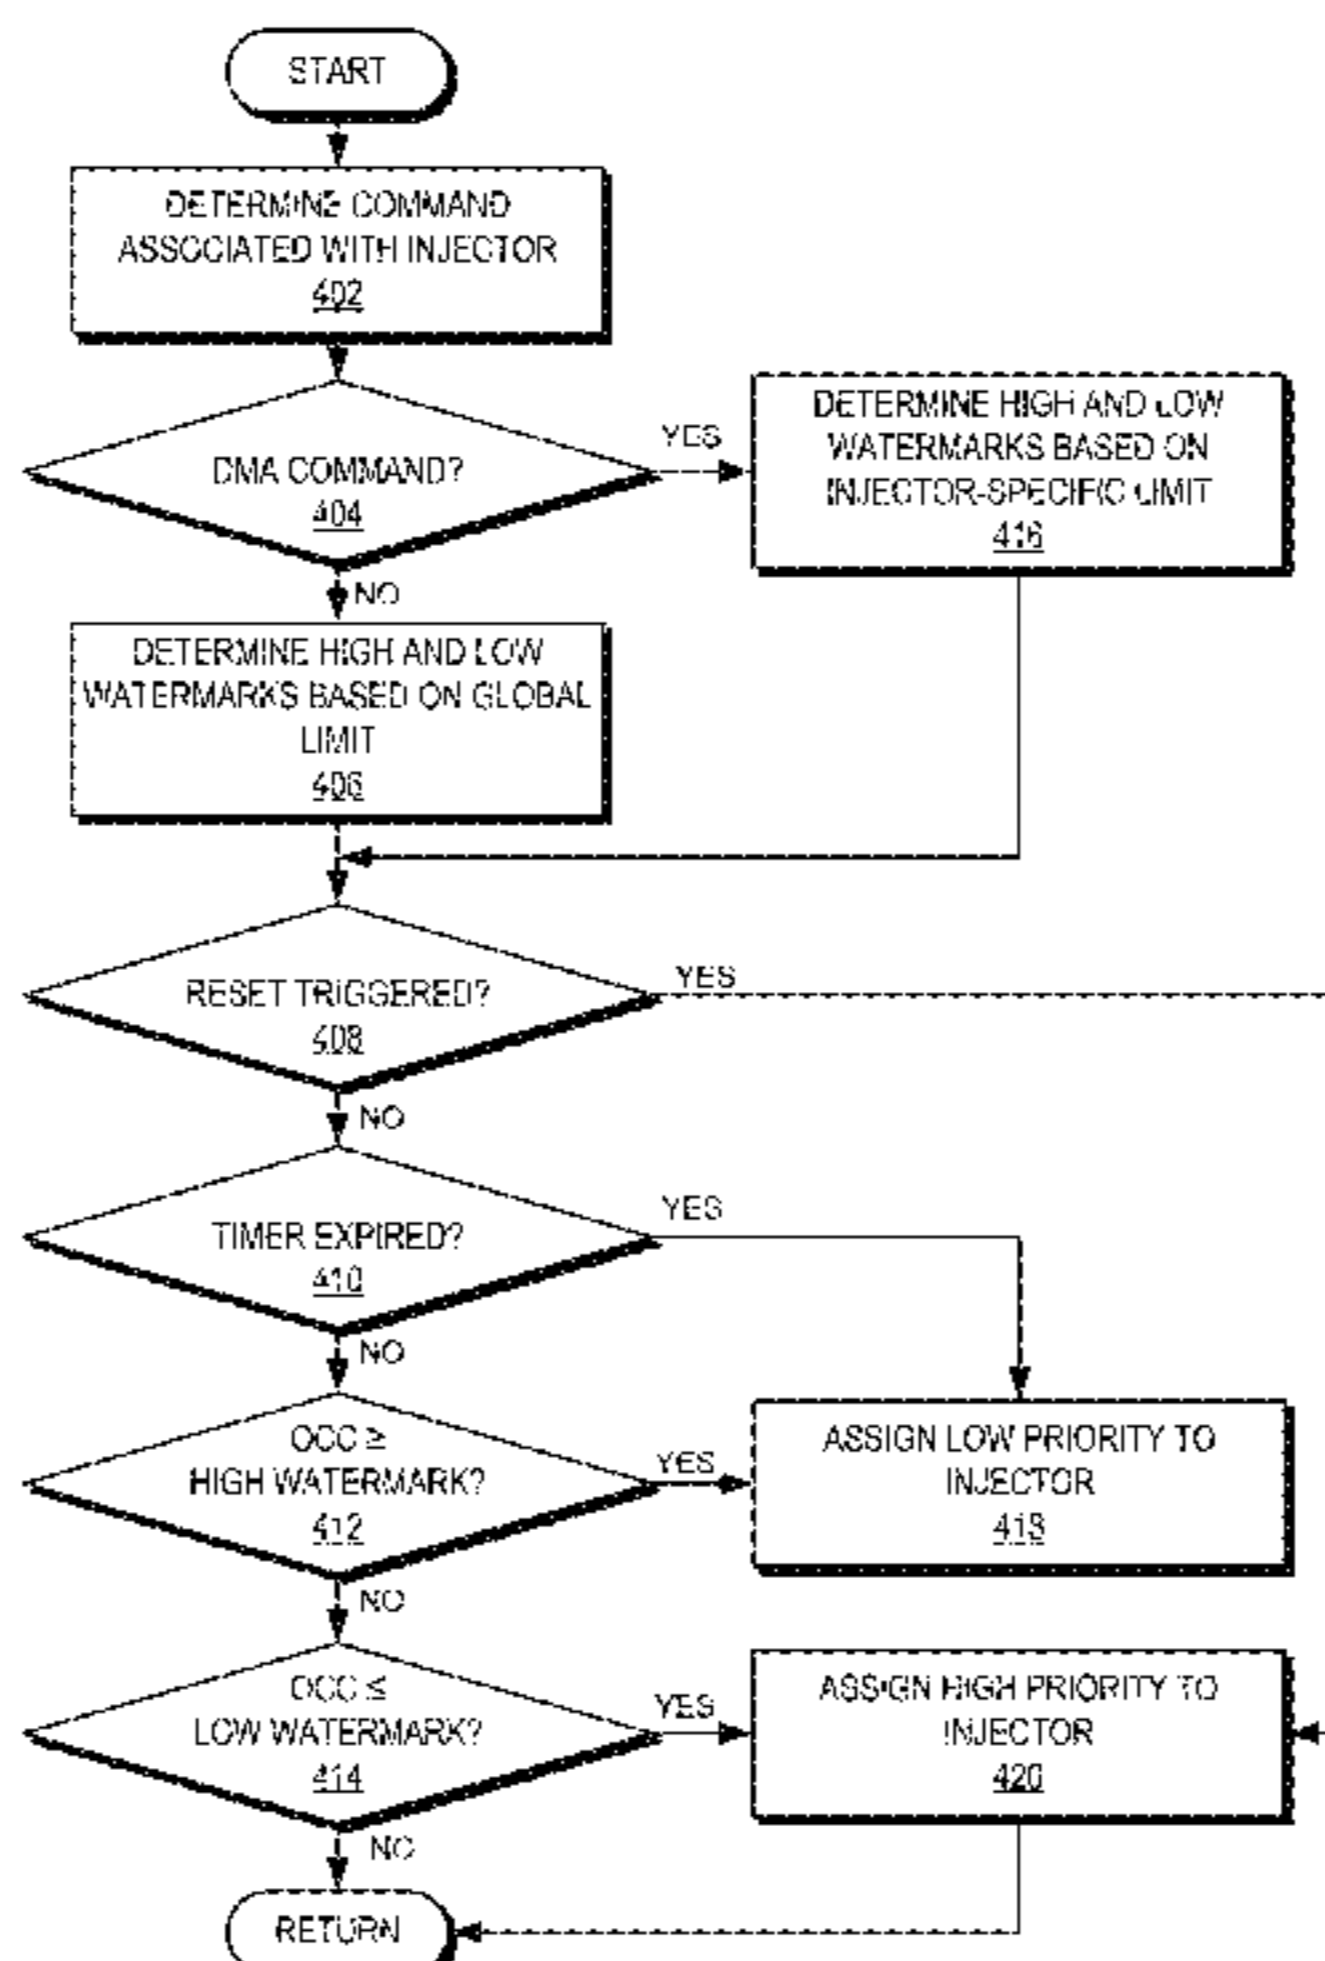 START
DETERMINE COMMAND
ASSOCIATED WITH INJECTOR
402
DMA COMMAND?
404
YES
DETERMINE HIGH AND LOW
WATERMARKS BASED ON
INJECTOR-SPECIFIC LIMIT
416
NO
DETERMINE HIGH AND LOW
WATERMARKS BASED ON GLOBAL
LIMIT
406
RESET TRIGGERED?
408
YES
NO
TIMER EXPIRED?
410
YES
NO
OCC ≥
HIGH WATERMARK?
412
YES
ASSIGN LOW PRIORITY TO
INJECTOR
418
NO
OCC ≤
LOW WATERMARK?
414
YES
ASSIGN HIGH PRIORITY TO
INJECTOR
420
NO
RETURN